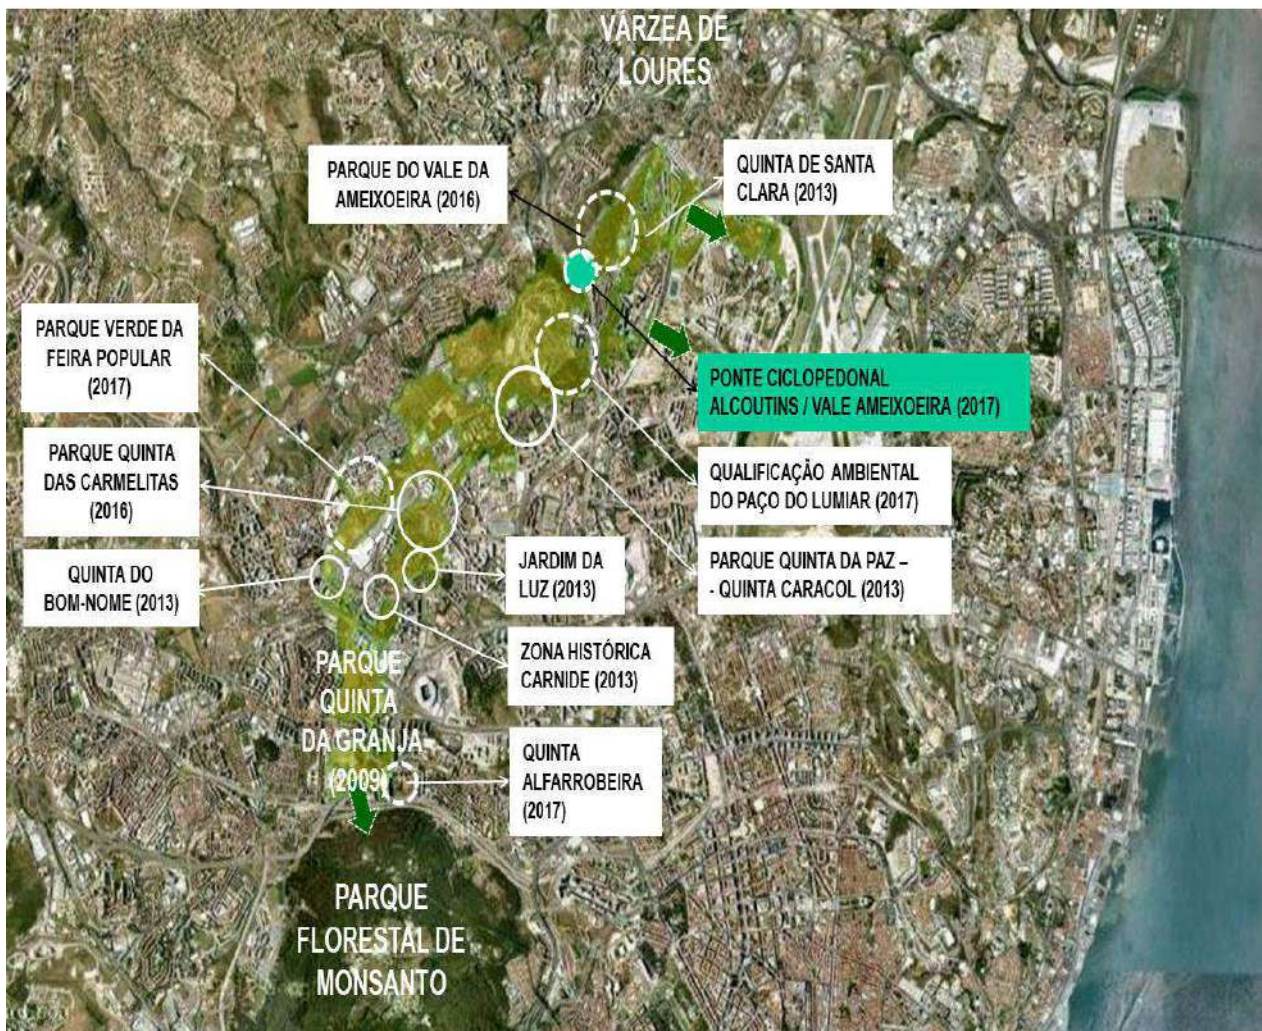 VÁRZEA DE
LOURES
PARQUE DO VALE DA
AMEIXOEIRA (2016)
QUINTA DE SANTA
CLARA (2013)
PARQUE VERDE DA
FEIRA POPULAR
(2017)
PONTE CICLOPEDONAL
ALCOUTINS / VALE AMEIXOEIRA (2017)
PARQUE QUINTA
DAS CARMELITAS
(2016)
QUALIFICAÇÃO AMBIENTAL
DO PAÇO DO LUMIAR (2017)
QUINTA DO
BOM-NOME (2013)
JARDIM DA
LUZ (2013)
PARQUE QUINTA DA PAZ –
- QUINTA CARACOL (2013)
ZONA HISTÓRICA
CARNIDE (2013)
PARQUE
QUINTA
DA GRANJA
(2009)
QUINTA
ALFARROBEIRA
(2017)
PARQUE
FLORESTAL DE
MONSANTO